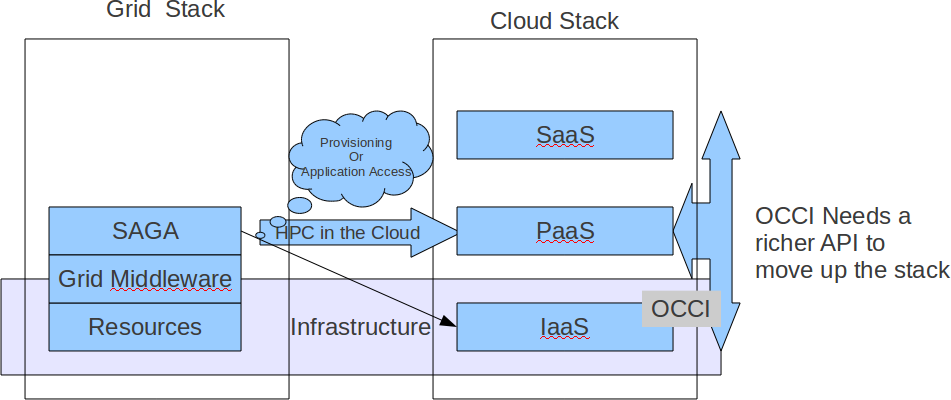 Grid Stack
Cloud Stack
Provisioning
Or
Application Access
SaaS
SAGA
HPC in the Cloud
PaaS
OCCI Needs a
richer API to
move up the stack
Grid Middleware
Resources
Infrastructure
IaaS
OCCI